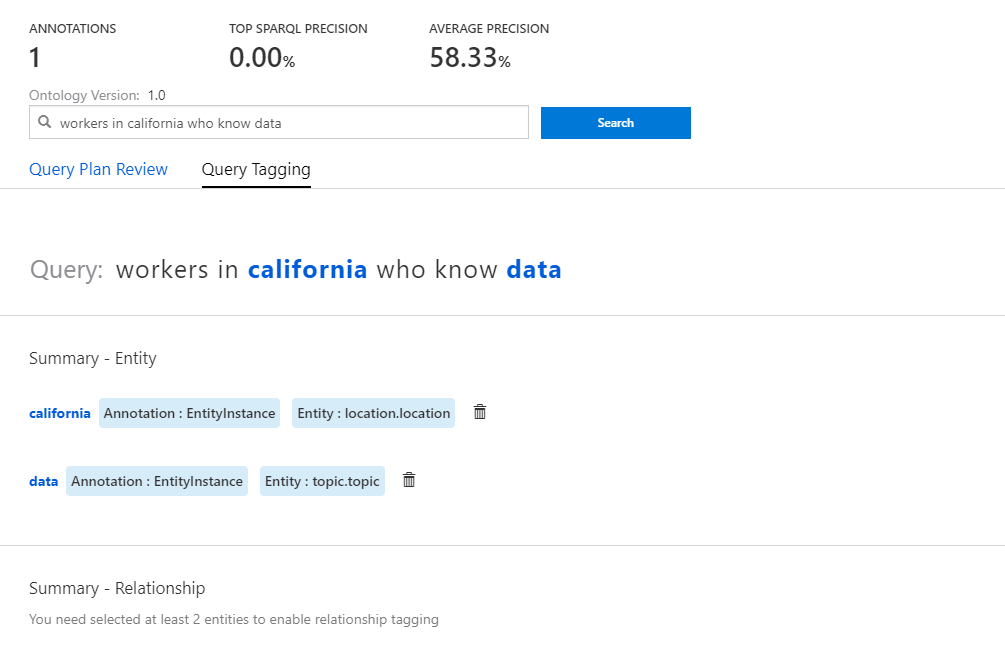 ANNOTATIONS TOP SPARQL PRECISION AVERAGE PRECISION
1 0.00% 58.33%
Ontology Version: 1.0
workers in california who know data Search
Query Plan Review Query Tagging
Query: workers in california who know data
Summary - Entity
california Annotation : EntityInstance Entity : location.location
data Annotation : EntityInstance Entity : topic.topic
Summary - Relationship
You need selected at least 2 entities to enable relationship tagging